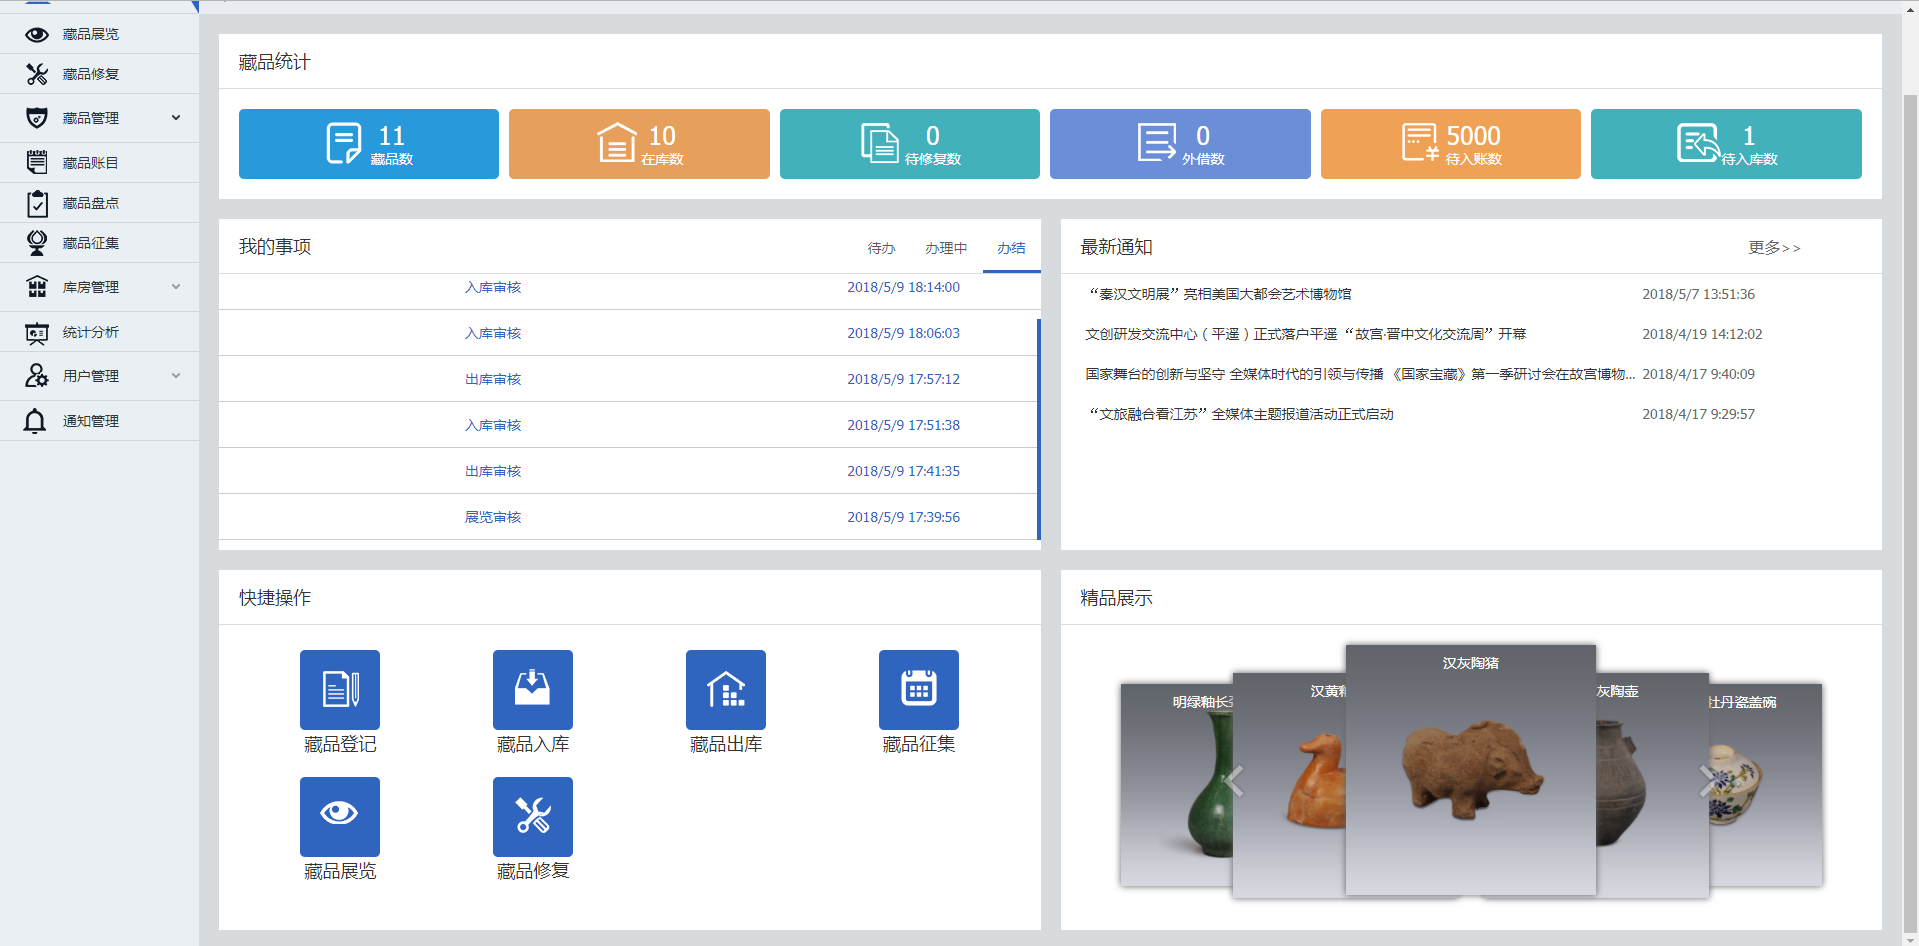 藏品展览
藏品修复
藏品管理
藏品账目
藏品盘点
藏品征集
库房管理
统计分析
用户管理
通知管理
藏品统计
11
藏品数
10
在库数
0
待修复数
0
外借数
5000
待入账数
1
待入库数
我的事项
待办 办理中 办结
入库审核 2018/5/9 18:14:00
入库审核 2018/5/9 18:06:03
出库审核 2018/5/9 17:57:12
入库审核 2018/5/9 17:51:38
出库审核 2018/5/9 17:41:35
展览审核 2018/5/9 17:39:56
最新通知 更多>>
“秦汉文明展”亮相美国大都会艺术博物馆 2018/5/7 13:51:36
文创研发交流中心（平遥）正式落户平遥 “故宫·晋中文化交流周”开幕 2018/4/19 14:12:02
国家舞台的创新与坚守 全媒体时代的引领与传播 《国家宝藏》第一季研讨会在故宫博物... 2018/4/17 9:40:09
“文旅融合看江苏”全媒体主题报道活动正式启动 2018/4/17 9:29:57
快捷操作
藏品登记 藏品入库 藏品出库 藏品征集
藏品展览 藏品修复
精品展示
汉灰陶猪
明绿釉长
汉黄
灰陶壶
牡丹瓷盖碗